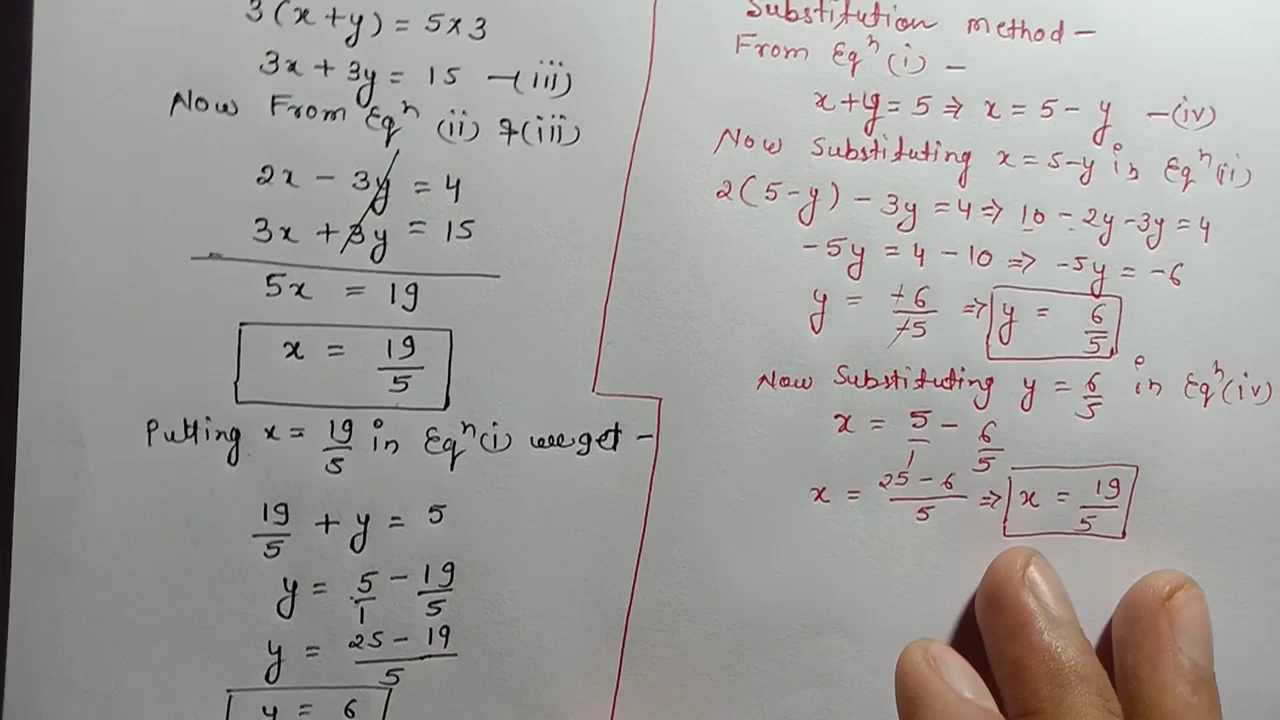 3(x+y) = 5×3
3x + 3y = 15 —(iii)
Now From Eqⁿ (ii) & (iii)
2x - 3y = 4
3x + 3y = 15
5x = 19
x = 19/5
Putting x = 19/5 in Eqⁿ(i) we get -
19/5 + y = 5
y = 5/1 - 19/5
y = 25 - 19/5
y = 6
Substitution method -
From Eqⁿ (i) -
x+y = 5 ⇒ x = 5 - y —(iv)
Now Substituting x = 5-y in Eqⁿ(ii)
2(5-y) - 3y = 4 ⇒ 10 - 2y - 3y = 4
-5y = 4 - 10 ⇒ -5y = -6
y = -6/-5 ⇒ y = 6/5
Now Substituting y = 6/5 in Eqⁿ(iv)
x = 5/1 - 6/5
x = 25 - 6/5 ⇒ x = 19/5